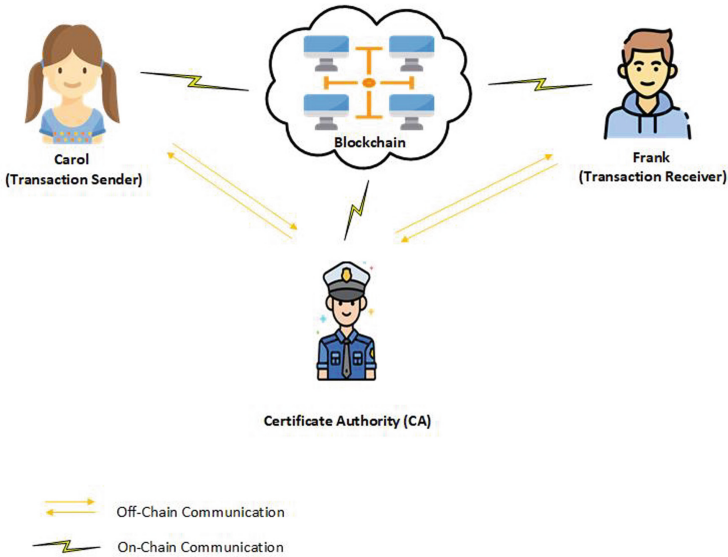 Blockchain
Carol
(Transaction Sender)
Frank
(Transaction Receiver)
Certificate Authority (CA)
Off-Chain Communication
On-Chain Communication